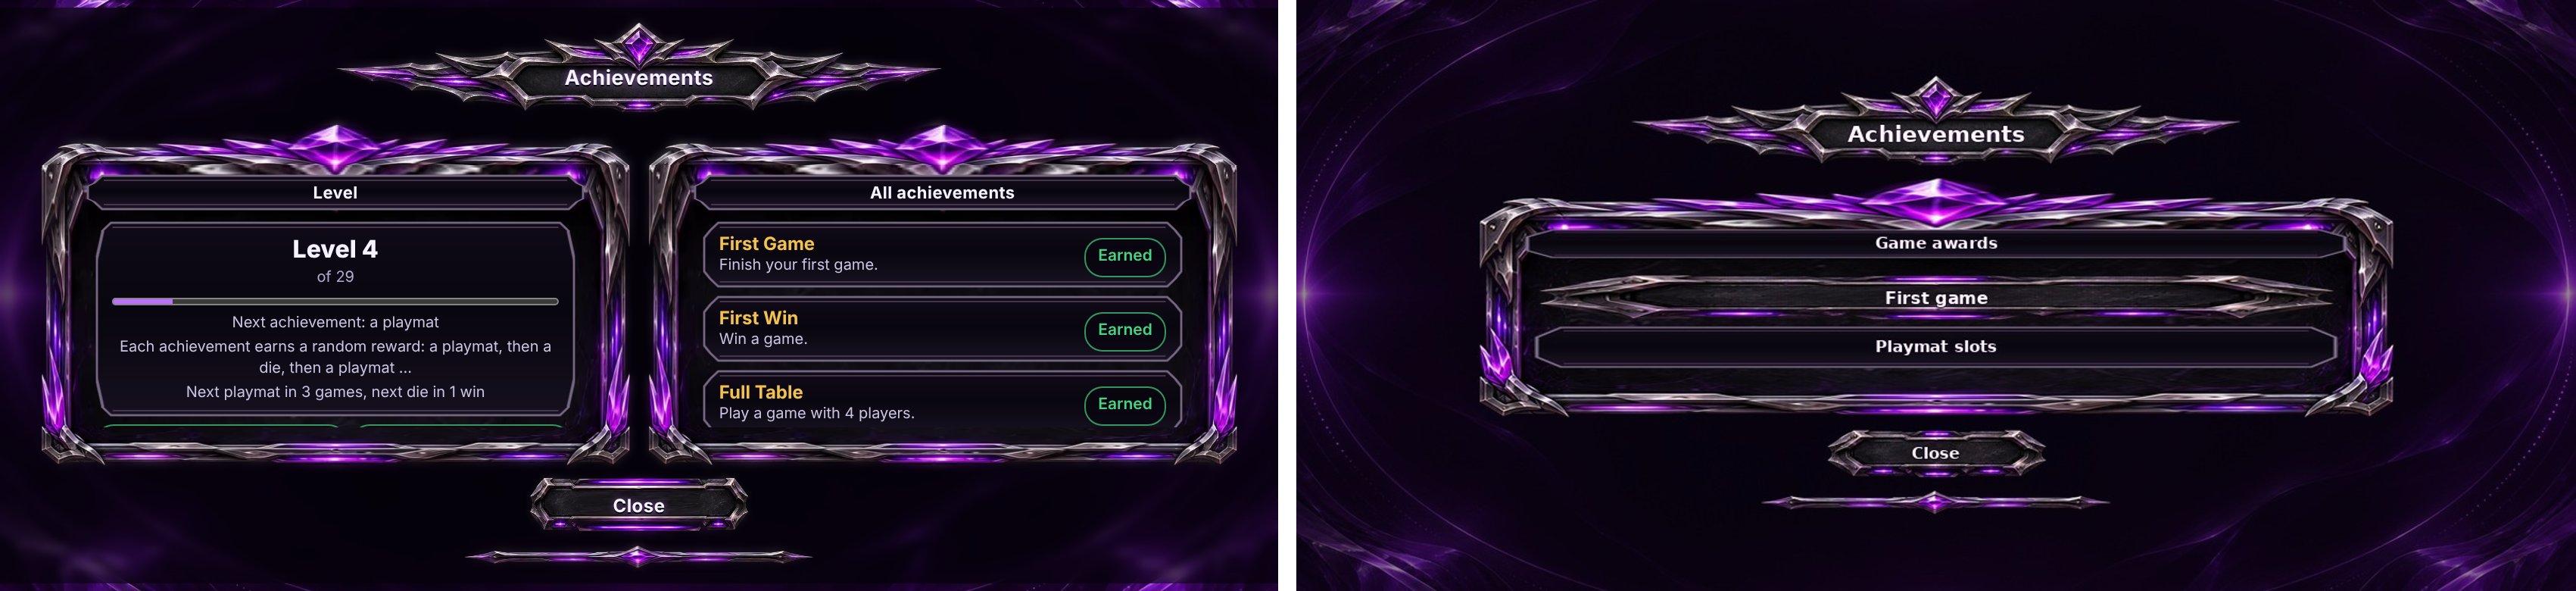 Achievements
Level
Level 4
of 29
Next achievement: a playmat
Each achievement earns a random reward: a playmat, then a
die, then a playmat ...
Next playmat in 3 games, next die in 1 win
All achievements
First Game
Finish your first game.
Earned
First Win
Win a game.
Earned
Full Table
Play a game with 4 players.
Earned
Close
Achievements
Game awards
First game
Playmat slots
Close